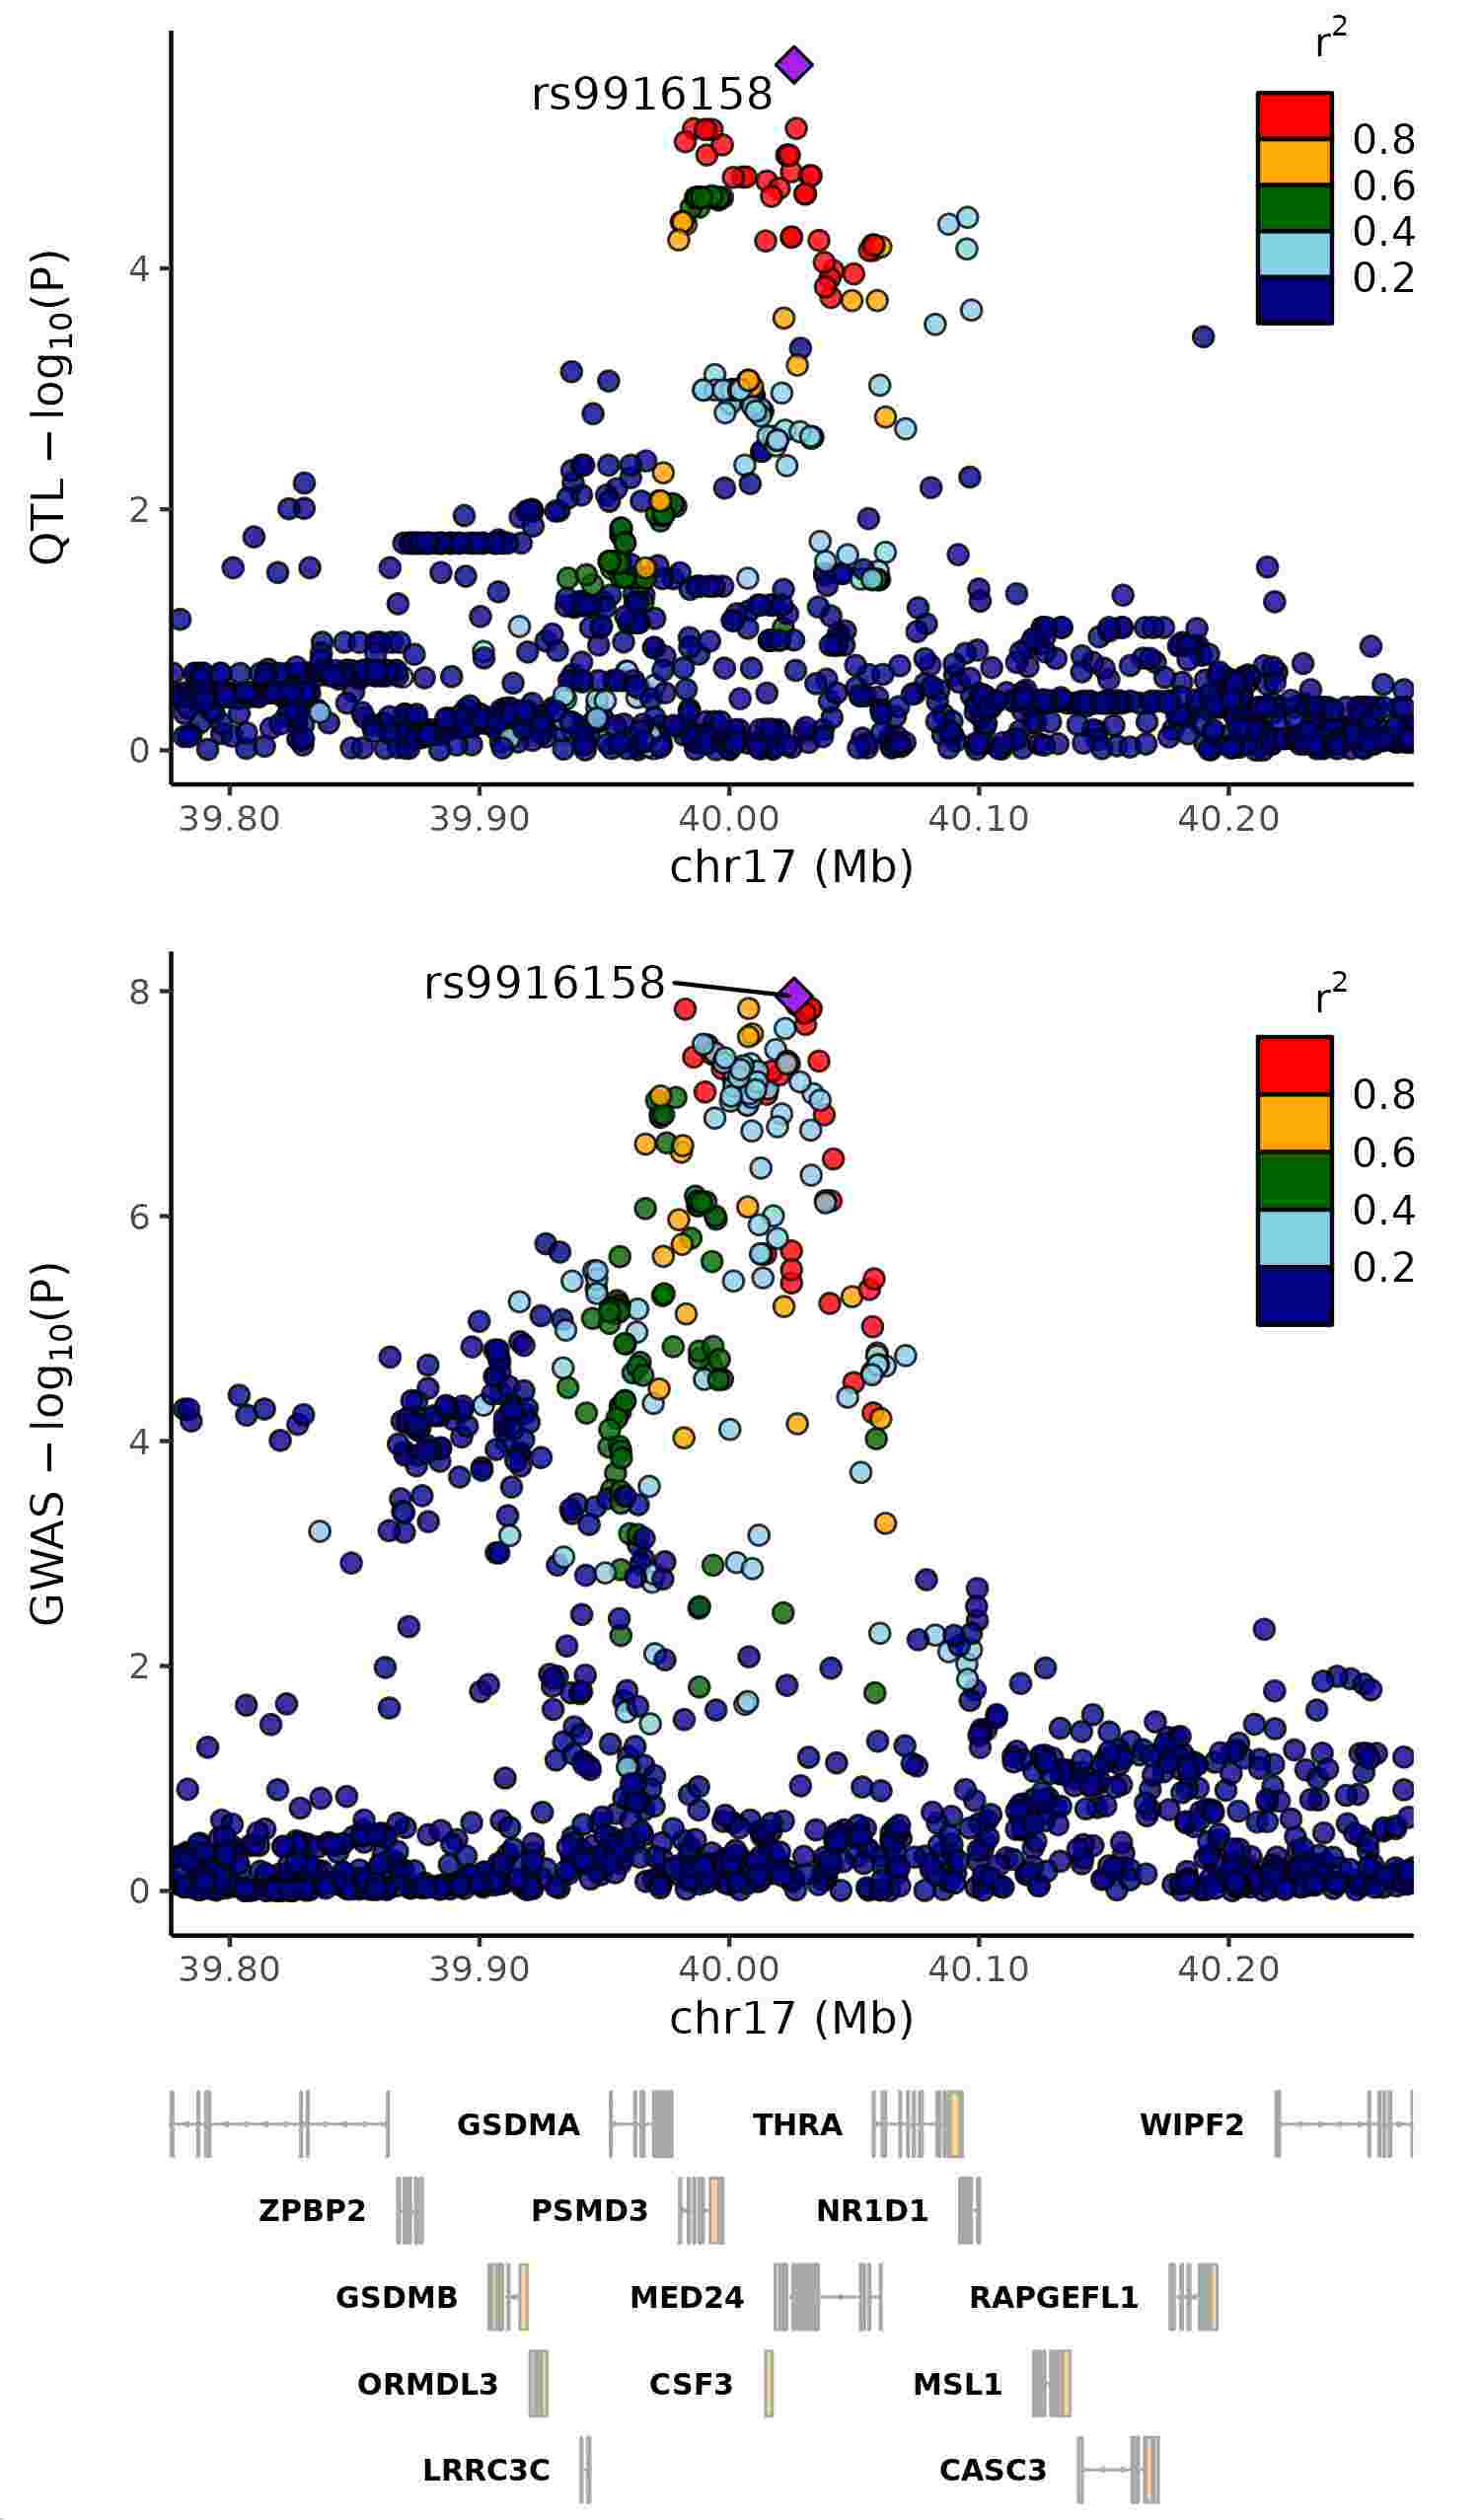 r²
rs9916158
0.8
0.6
0.4
0.2
4
2
0
QTL − log₁₀(P)
39.80 39.90 40.00 40.10 40.20
chr17 (Mb)
rs9916158
r²
0.8
0.6
0.4
0.2
8
6
4
2
0
GWAS − log₁₀(P)
39.80 39.90 40.00 40.10 40.20
chr17 (Mb)
GSDMA THRA WIPF2
ZPBP2 PSMD3 NR1D1
GSDMB MED24 RAPGEFL1
ORMDL3 CSF3 MSL1
LRRC3C CASC3